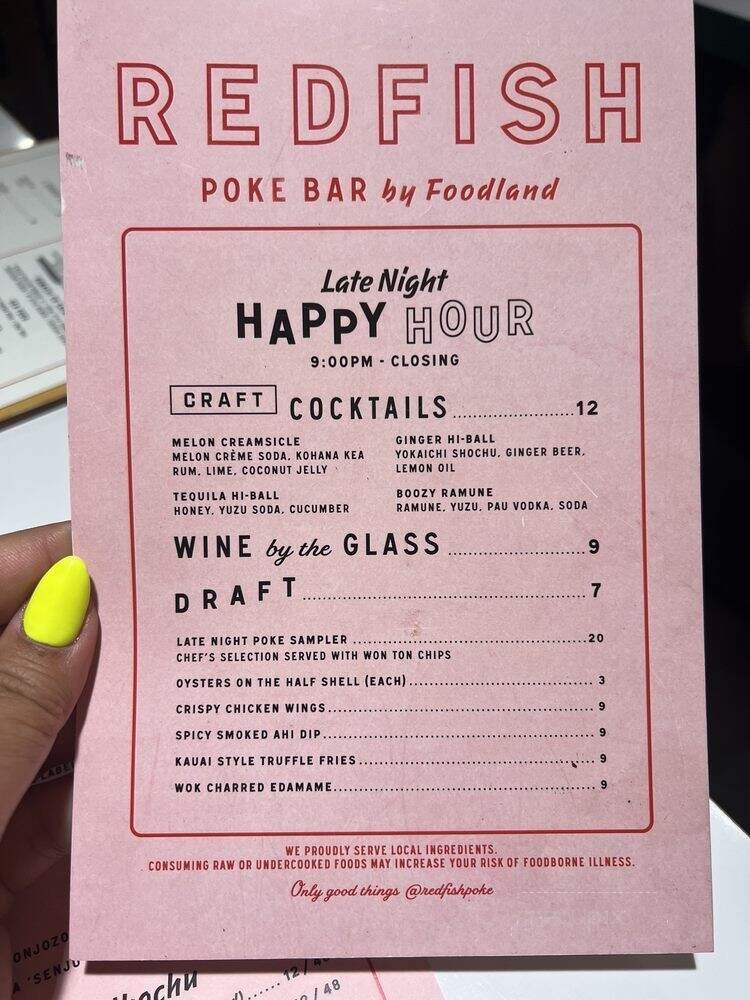 REDFISH
POKE BAR by Foodland
Late Night
HAPPY HOUR
9:00PM - CLOSING
CRAFT COCKTAILS.....................12
MELON CREAMSICLE
MELON CRÈME SODA, KOHANA KEA
RUM, LIME, COCONUT JELLY
GINGER HI-BALL
YOKAICHI SHOCHU, GINGER BEER,
LEMON OIL
TEQUILA HI-BALL
HONEY, YUZU SODA, CUCUMBER
BOOZY RAMUNE
RAMUNE, YUZU, PAU VODKA, SODA
WINE by the GLASS.....................9
DRAFT.....................7
LATE NIGHT POKE SAMPLER.....................20
CHEF'S SELECTION SERVED WITH WON TON CHIPS
OYSTERS ON THE HALF SHELL (EACH).....................3
CRISPY CHICKEN WINGS.....................9
SPICY SMOKED AHI DIP.....................9
KAUAI STYLE TRUFFLE FRIES.....................9
WOK CHARRED EDAMAME.....................9
WE PROUDLY SERVE LOCAL INGREDIENTS.
CONSUMING RAW OR UNDERCOOKED FOODS MAY INCREASE YOUR RISK OF FOODBORNE ILLNESS.
Only good things @redfishpoke